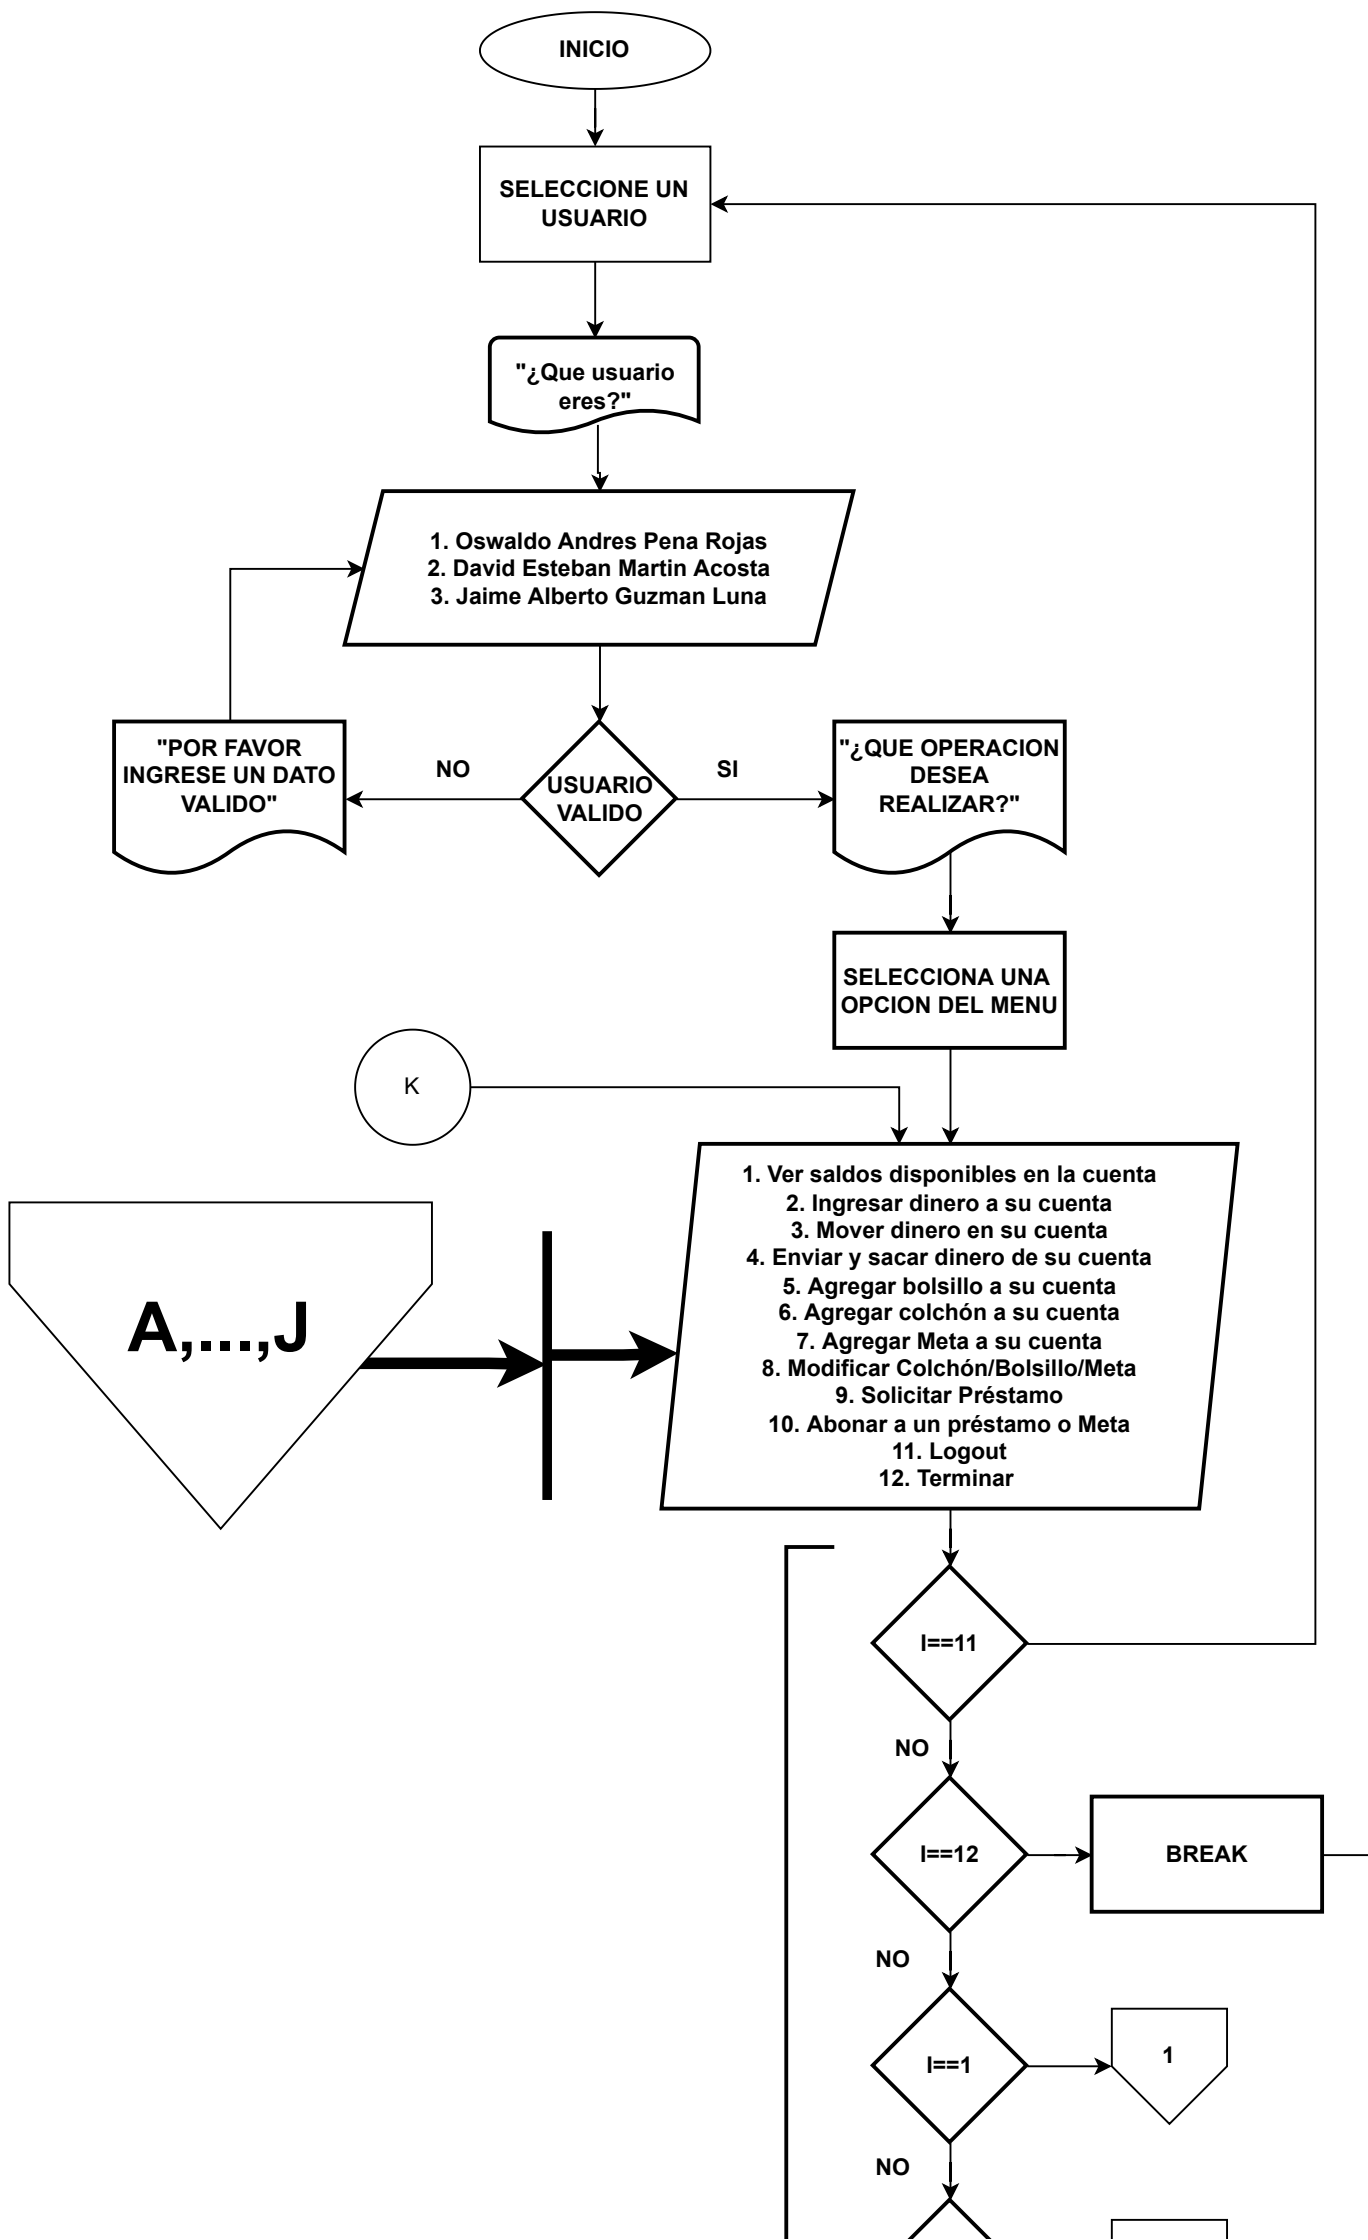 INICIO
SELECCIONE UN
USUARIO
"¿Que usuario
eres?"
1. Oswaldo Andres Pena Rojas
2. David Esteban Martin Acosta
3. Jaime Alberto Guzman Luna
"POR FAVOR
INGRESE UN DATO
VALIDO"
NO
USUARIO
VALIDO
SI
"¿QUE OPERACION
DESEA
REALIZAR?"
SELECCIONA UNA
OPCION DEL MENU
K
A,...,J
1. Ver saldos disponibles en la cuenta
2. Ingresar dinero a su cuenta
3. Mover dinero en su cuenta
4. Enviar y sacar dinero de su cuenta
5. Agregar bolsillo a su cuenta
6. Agregar colchón a su cuenta
7. Agregar Meta a su cuenta
8. Modificar Colchón/Bolsillo/Meta
9. Solicitar Préstamo
10. Abonar a un préstamo o Meta
11. Logout
12. Terminar
I==11
NO
I==12
BREAK
NO
I==1
1
NO